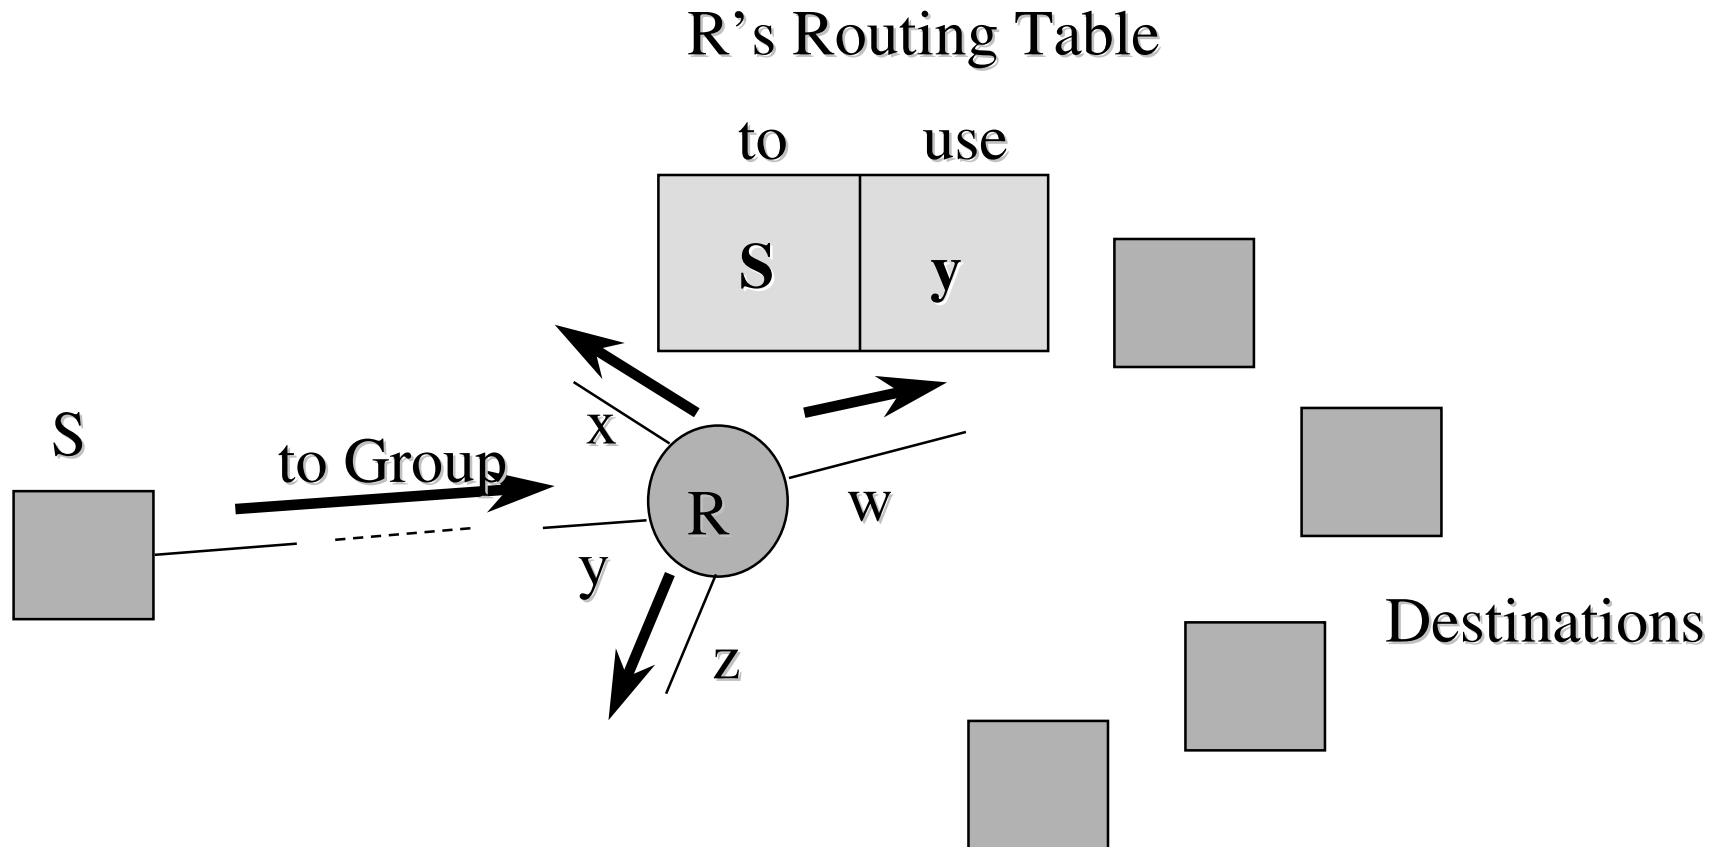 R’s Routing Table
to use
S y
S
to Group
x
R
w
y
z
Destinations